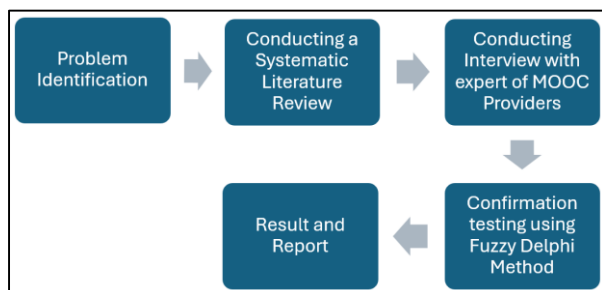 Problem
Identification
Conducting a
Systematic
Literature
Review
Conducting
Interview with
expert of MOOC
Providers
Confirmation
testing using
Fuzzy Delphi
Method
Result and
Report